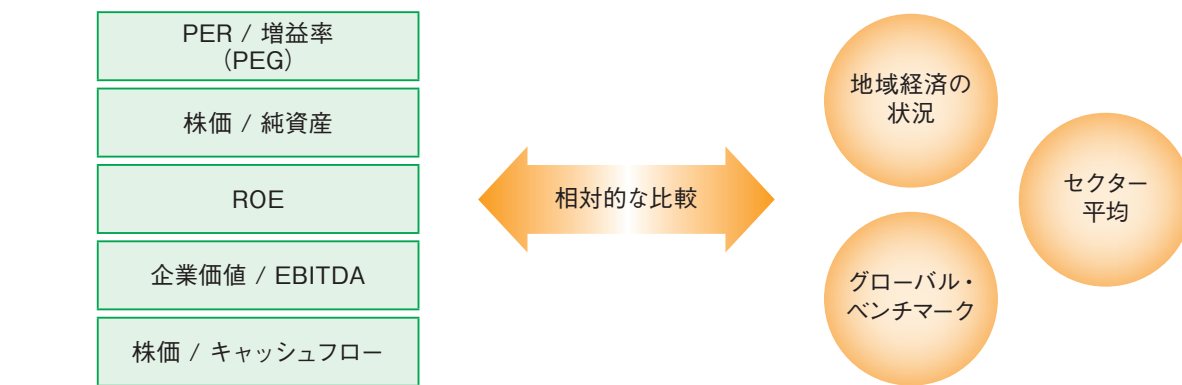 PER / 増益率
（PEG）
株価 / 純資産
ROE
企業価値 / EBITDA
株価 / キャッシュフロー
相対的な比較
地域経済の
状況
セクター
平均
グローバル・
ベンチマーク